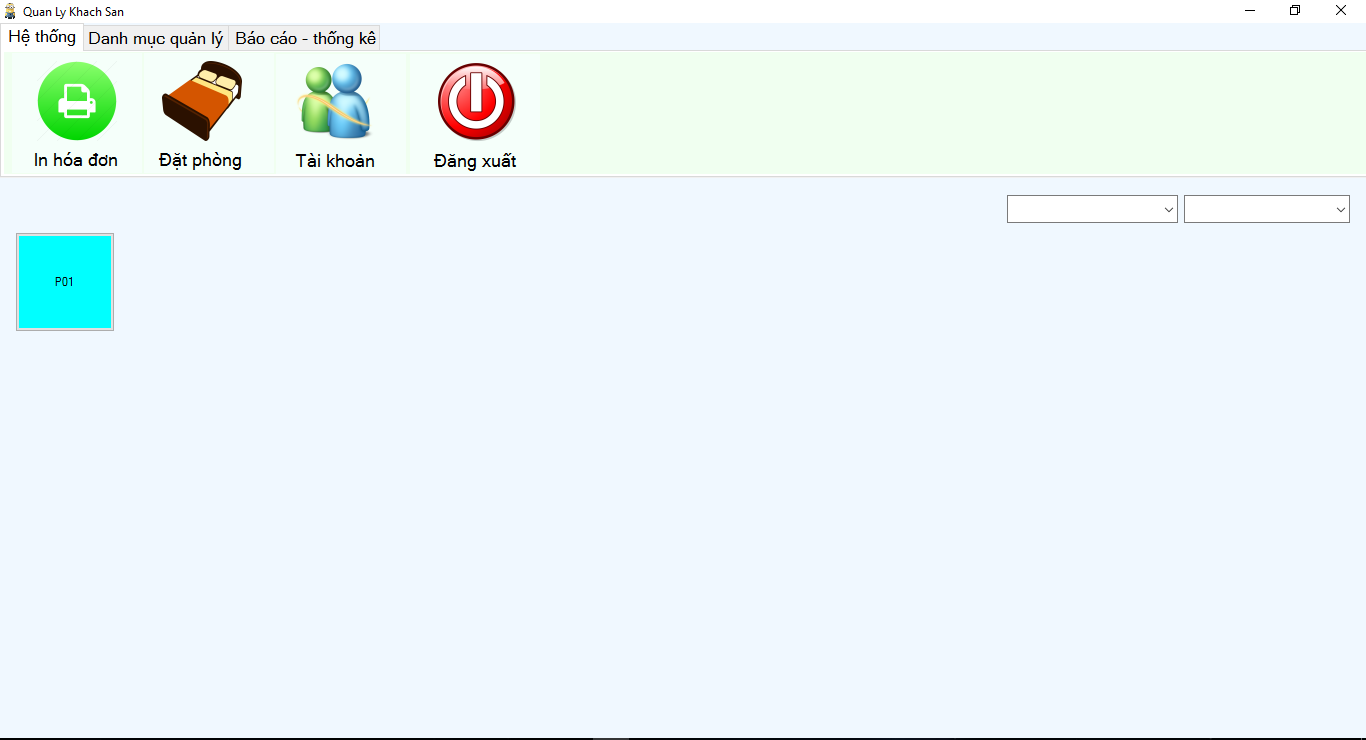 Quan Ly Khach San
Hệ thống Danh mục quản lý Báo cáo - thống kê
In hóa đơn Đặt phòng Tài khoản Đăng xuất
P01